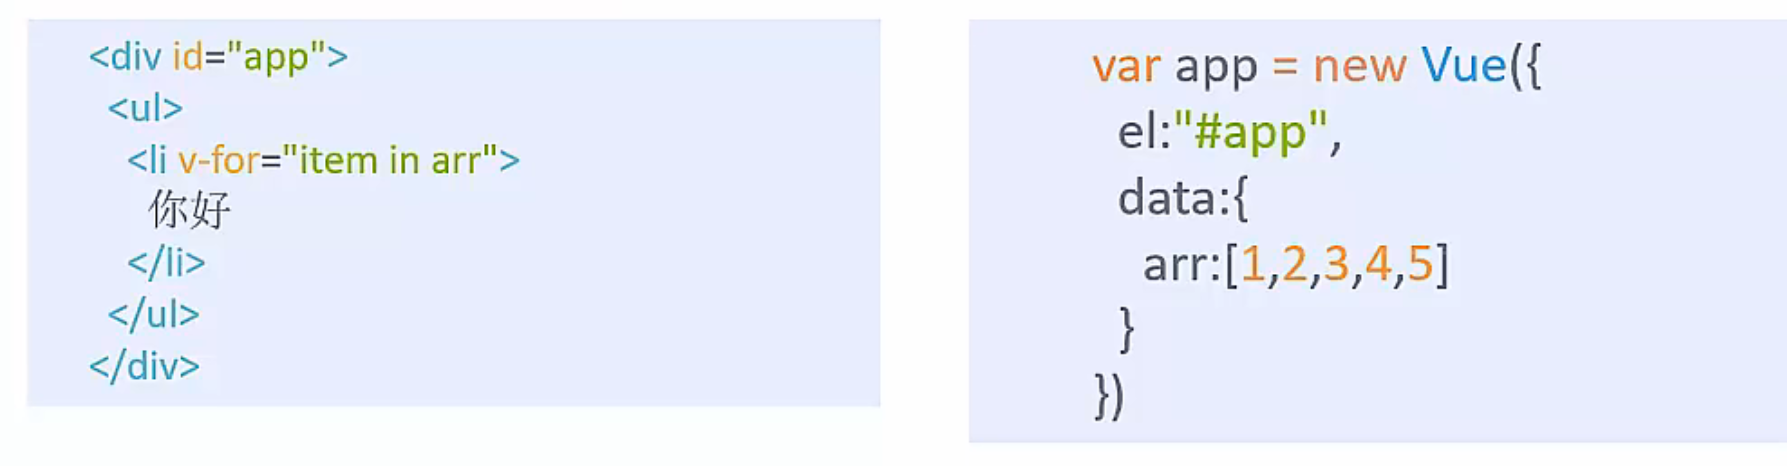 <div id="app">
<ul>
<li v-for="item in arr">
你好
</li>
</ul>
</div>
var app = new Vue({
el:"#app",
data:{
arr:[1,2,3,4,5]
}
})